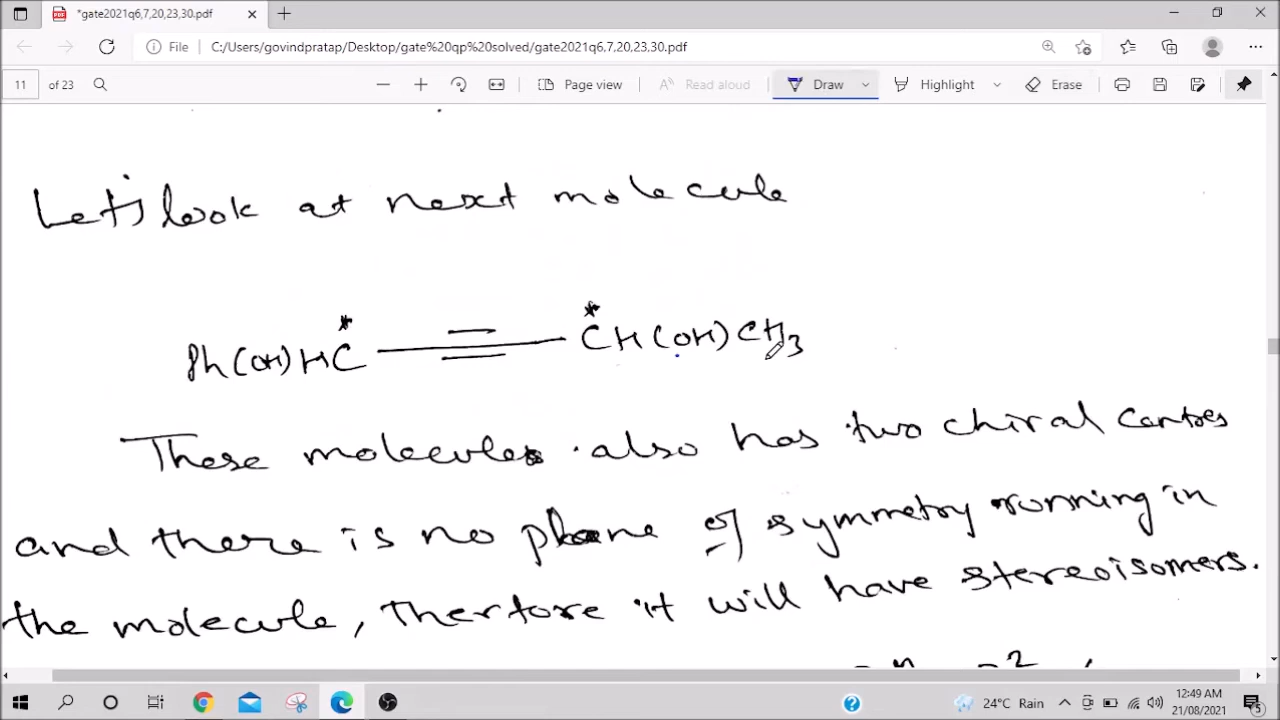 *gate2021q6,7,20,23,30.pdf
File C:/Users/govindpratap/Desktop/gate%20qp%20solved/gate2021q6,7,20,23,30.pdf
11 of 23 Page view Read aloud Draw Highlight Erase
Let's look at next molecule
* *
Ph(OH)HC ≡ CH(OH)CH3
These molecules also has two chiral centres
and there is no plane of symmetry running in
the molecule, therfore it will have stereoisomers.
24°C Rain 12:49 AM
21/08/2021 5